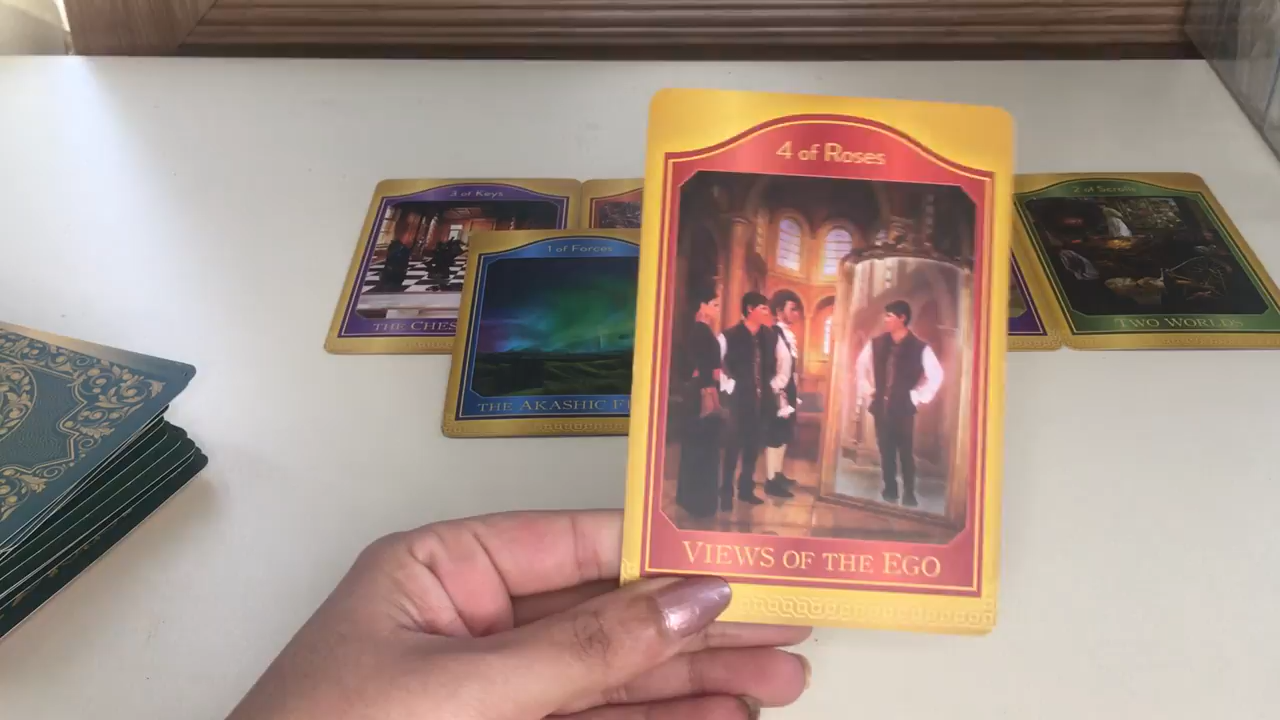 4 of Roses
VIEWS OF THE EGO
3 of Keys
THE CHES
1 of Forces
THE AKASHIC
2 of Scrolls
TWO WORLDS